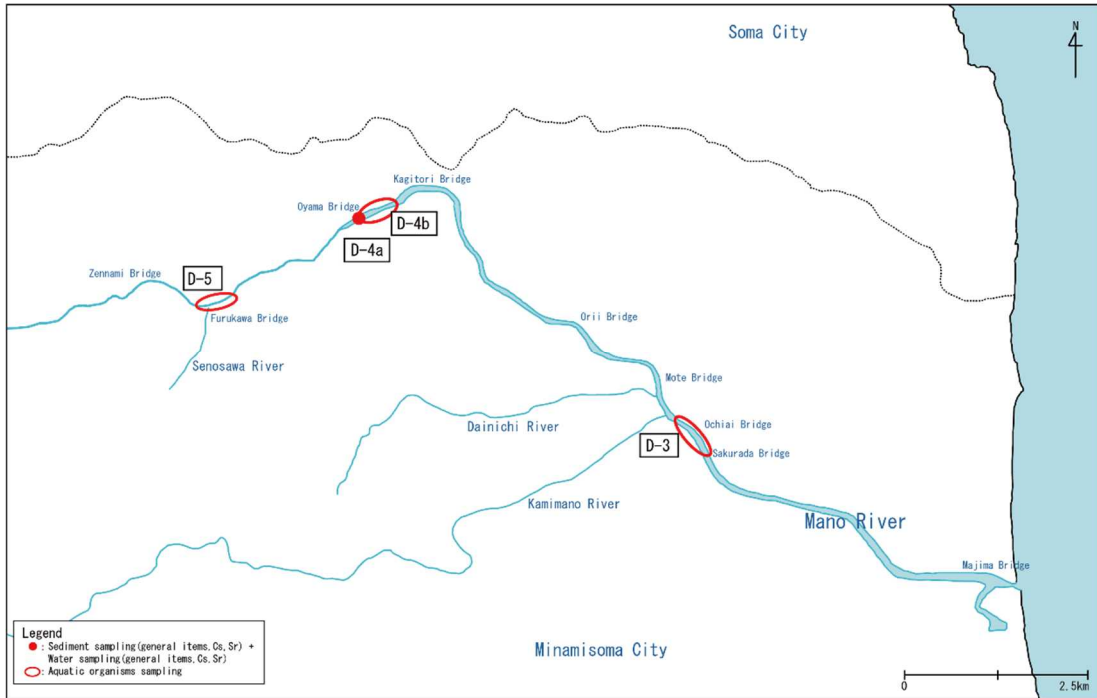 Soma City
N
Kagitori Bridge
Oyama Bridge
D-4b
D-4a
Zennami Bridge
D-5
Furukawa Bridge
Orii Bridge
Senosawa River
Mote Bridge
Dainichi River
Ochiai Bridge
D-3
Sakurada Bridge
Kamimano River
Mano River
Majima Bridge
Legend
: Sediment sampling(general items,Cs,Sr) +
Water sampling(general items,Cs,Sr)
: Aquatic organisms sampling
Minamisoma City
0 2.5km